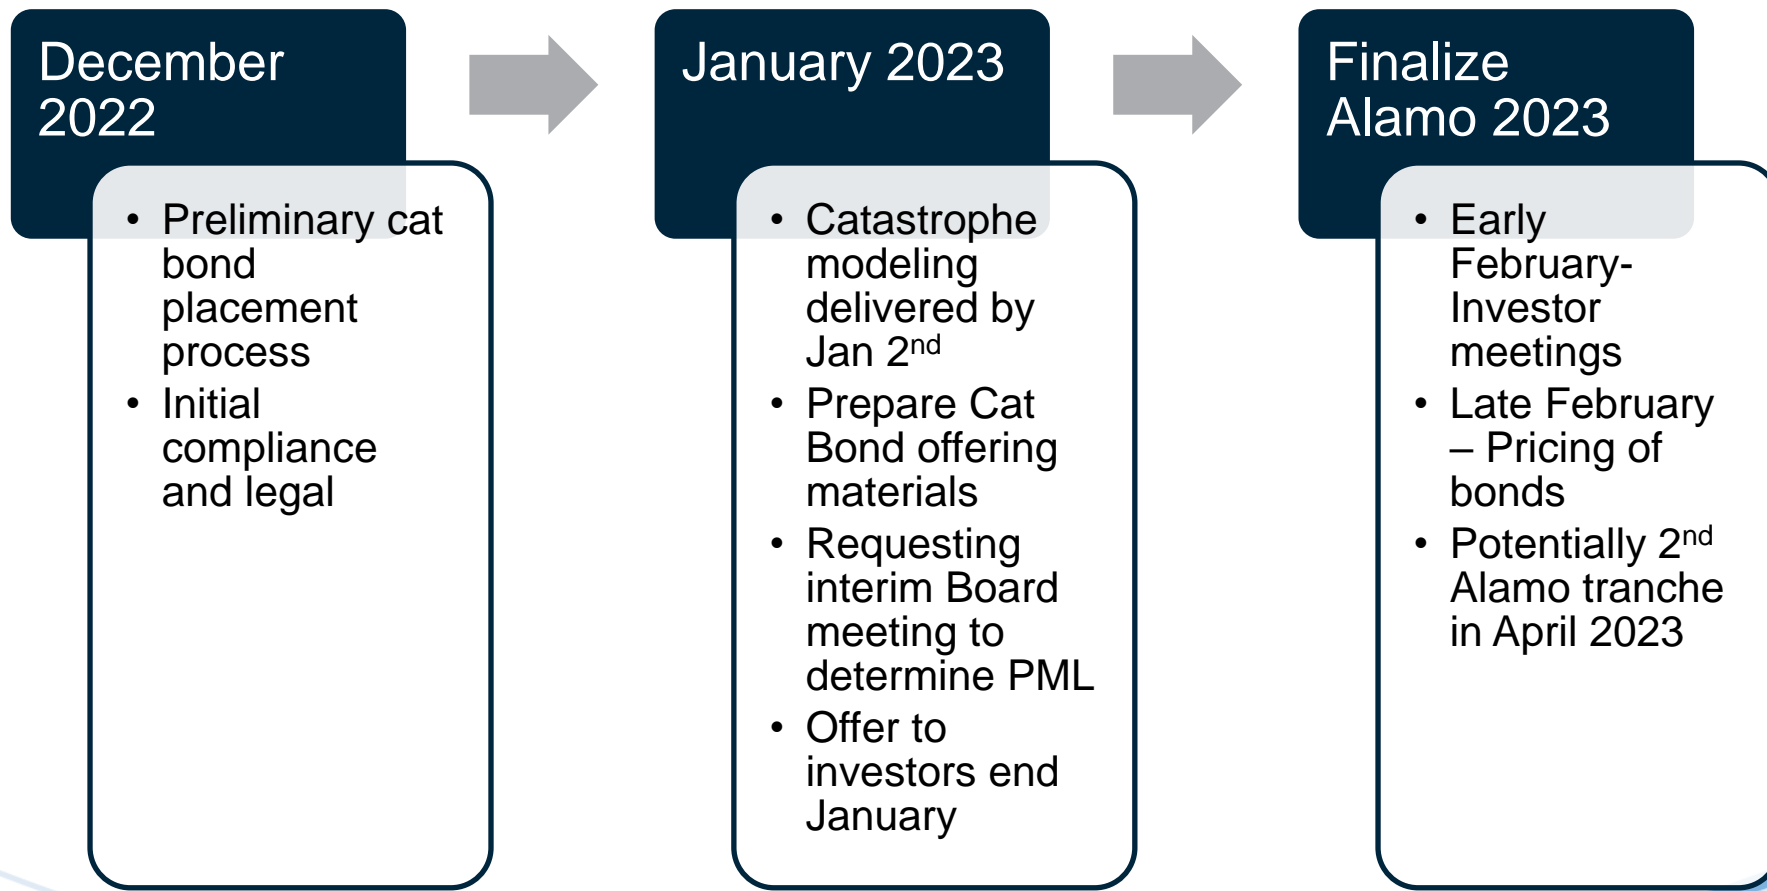 December
2022
• Preliminary cat
bond
placement
process
• Initial
compliance
and legal
January 2023
• Catastrophe
modeling
delivered by
Jan 2nd
• Prepare Cat
Bond offering
materials
• Requesting
interim Board
meeting to
determine PML
• Offer to
investors end
January
Finalize
Alamo 2023
• Early
February-
Investor
meetings
• Late February
– Pricing of
bonds
• Potentially 2nd
Alamo tranche
in April 2023